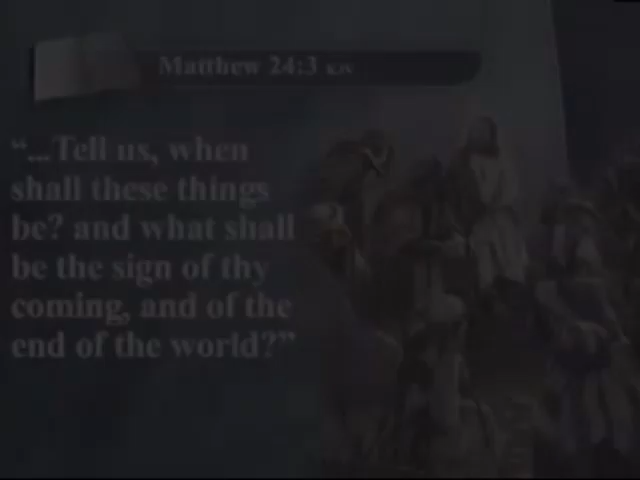 Matthew 24:3 KJV
“...Tell us, when
shall these things
be? and what shall
be the sign of thy
coming, and of the
end of the world?”